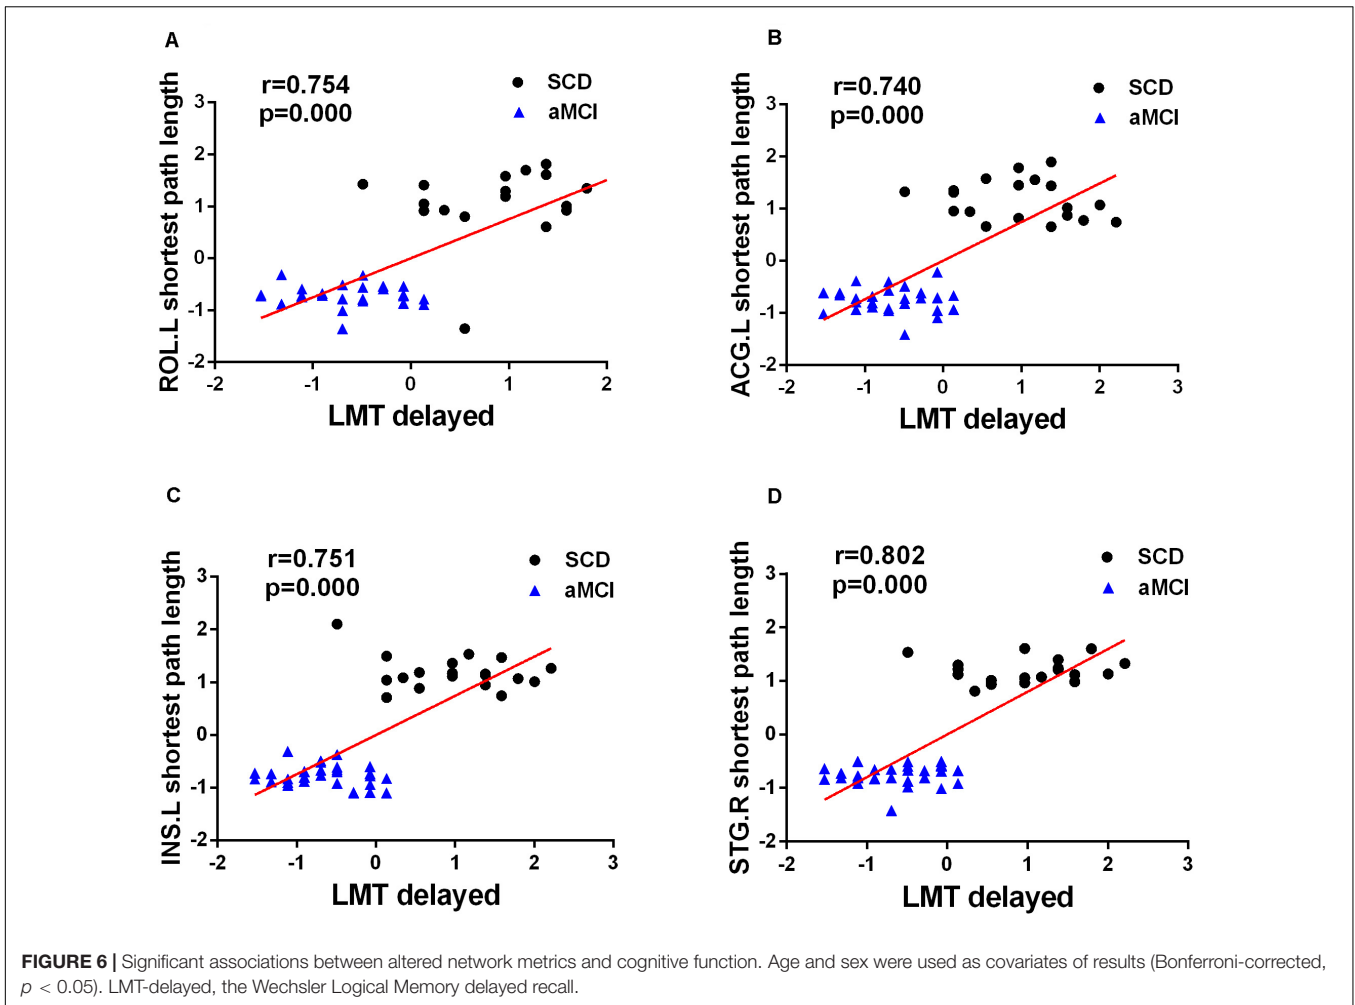 A
r=0.754
p=0.000
SCD
aMCI
ROL.L shortest path length
3
2
1
0
-1
-2
-2 -1 0 1 2
LMT delayed
B
r=0.740
p=0.000
SCD
aMCI
ACG.L shortest path length
3
2
1
0
-1
-2
-2 -1 0 1 2 3
LMT delayed
C
r=0.751
p=0.000
SCD
aMCI
INS.L shortest path length
3
2
1
0
-1
-2
-2 -1 0 1 2 3
LMT delayed
D
r=0.802
p=0.000
SCD
aMCI
STG.R shortest path length
3
2
1
0
-1
-2
-2 -1 0 1 2 3
LMT delayed
FIGURE 6 | Significant associations between altered network metrics and cognitive function. Age and sex were used as covariates of results (Bonferroni-corrected,
p < 0.05). LMT-delayed, the Wechsler Logical Memory delayed recall.